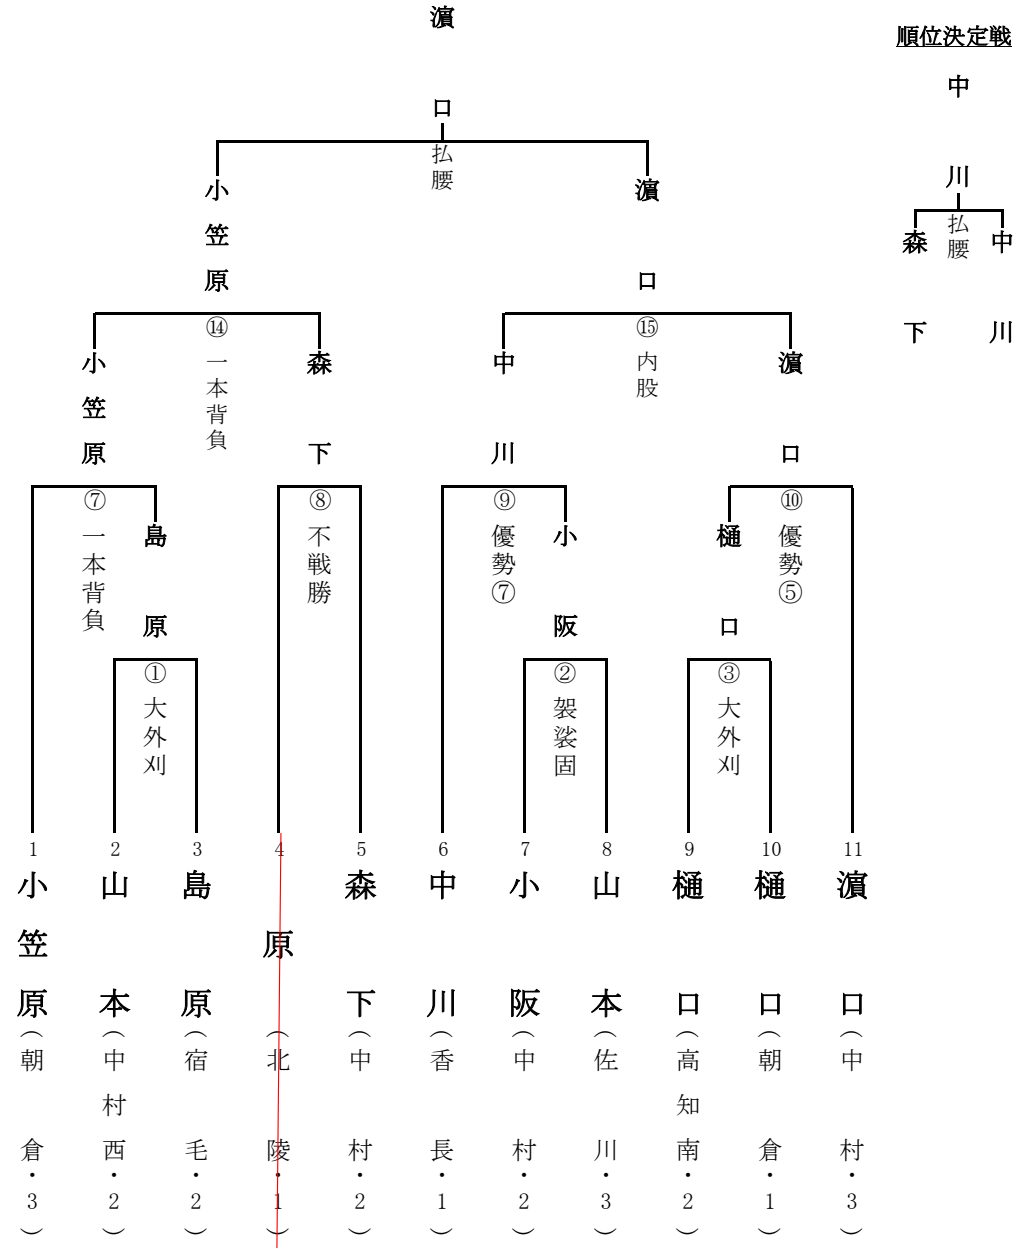 濵口
払腰
順位決定戦
中川
払腰
森下
中川
小笠原
濵口
⑭
一本背負
⑮
内股
小笠原
森下
中川
濵口
⑦
一本背負
⑧
不戦勝
⑨
優勢⑦
⑩
優勢⑤
島原
小阪
樋口
①
大外刈
②
袈裟固
③
大外刈
1
小笠原(朝倉・3)
2
山本(中村西・2)
3
島原(宿毛・2)
4
原(北陵・1)
5
森下(中村・2)
6
中川(香長・1)
7
小阪(中村・2)
8
山本(佐川・3)
9
樋口(高知南・2)
10
樋口(朝倉・1)
11
濵口(中村・3)